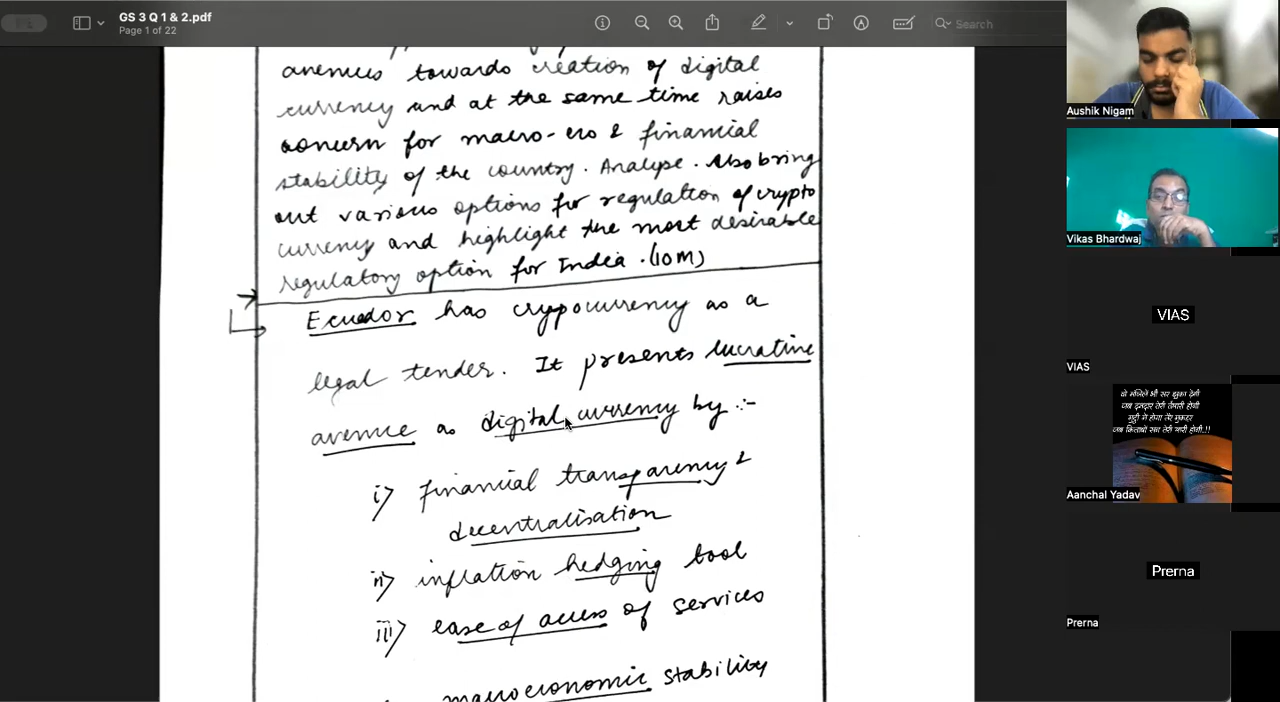 GS 3 Q 1 & 2.pdf
Page 1 of 22
Search
avenues towards creation of digital
currency and at the same time raises
concern for macro-eco & financial
stability of the country. Analyse. Also bring
out various options for regulation of crypto
currency and highlight the most desirable
regulatory option for India. (10M)
Ecuedor has crypocurrency as a
legal tender. It presents lucrative
avenue as digital currency by :-
i) financial transparency &
decentralisation
ii) inflation hedging tool
iii) ease of access of services
macroeconomic stability
Aushik Nigam
Vikas Bhardwaj
VIAS
VIAS
Aanchal Yadav
Prerna
Prerna